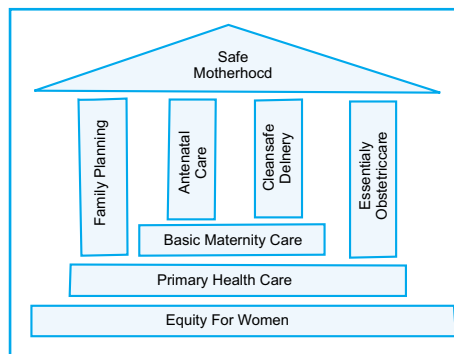 Safe
Motherhocd
Family Planning
Antenatal
Care
Cleansafe
Delnery
Essentialy
Obstetriccare
Basic Maternity Care
Primary Health Care
Equity For Women